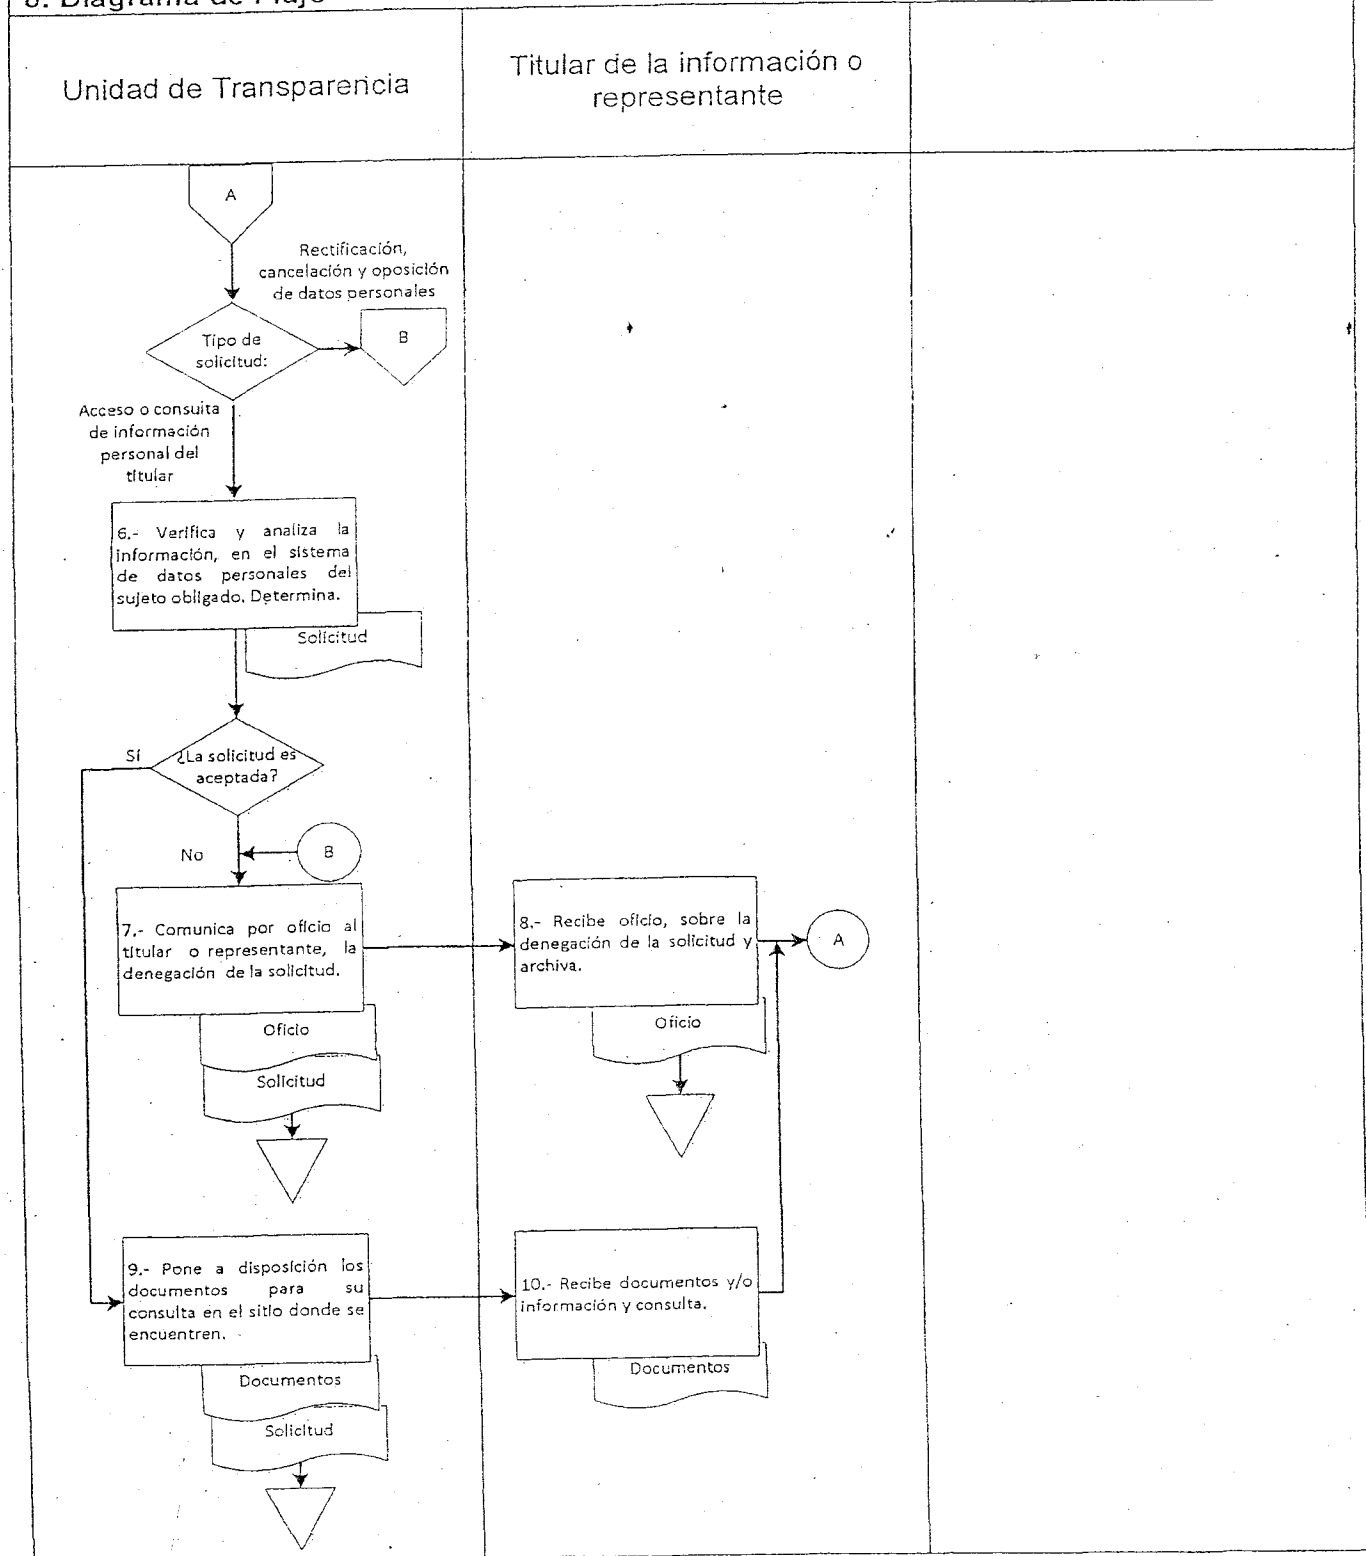 Diagrama de Flujo
Unidad de Transparencia
Titular de la información o
representante
A
Rectificación,
cancelación y oposición
de datos personales
Tipo de
solicitud:
B
Acceso o consulta
de información
personal del
titular
6.- Verifica y analiza la
información, en el sistema
de datos personales del
sujeto obligado. Determina.
Solicitud
Sí
¿La solicitud es
aceptada?
No
B
7.- Comunica por oficio al
titular o representante, la
denegación de la solicitud.
Oficio
Solicitud
8.- Recibe oficio, sobre la
denegación de la solicitud y
archiva.
A
Oficio
9.- Pone a disposición los
documentos para su
consulta en el sitio donde se
encuentren.
Documentos
Solicitud
10.- Recibe documentos y/o
información y consulta.
Documentos